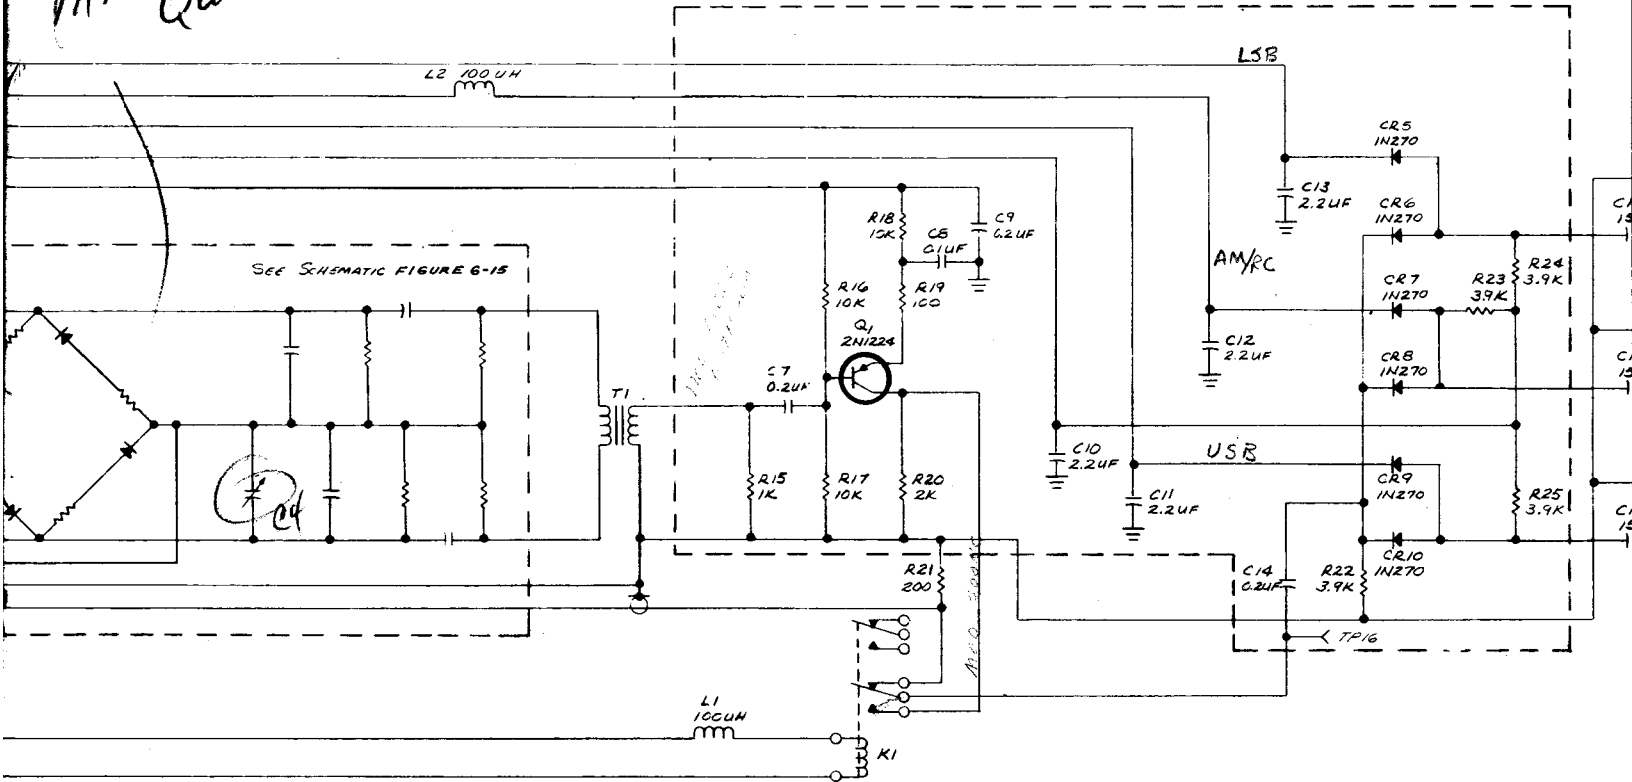 L2 100UH
LSB
CR5
1N270
C13
2.2UF
CR6
1N270
R18
10K
C8
0.1UF
C9
0.2UF
SEE SCHEMATIC FIGURE 6-15
AM/RC
R16
10K
R19
100
CR7
1N270
R23
3.9K
R24
3.9K
Q1
2N1224
C12
2.2UF
CR8
1N270
C7
0.2UF
T1
C10
2.2UF
USB
CR9
1N270
R15
1K
R17
10K
R20
2K
C11
2.2UF
R25
3.9K
C4
CR10
1N270
R21
200
C14
0.2UF
R22
3.9K
TP16
L1
100UH
K1